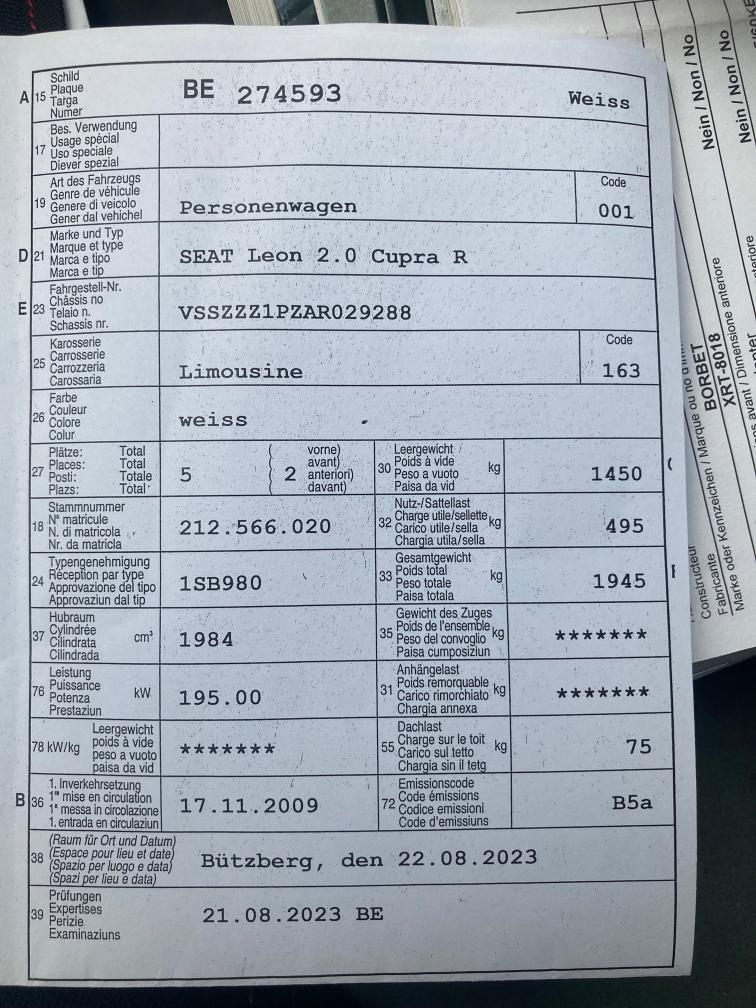 A 15 Schild
Plaque
Targa
Numer
BE 274593 Weiss
17 Bes. Verwendung
Usage spécial
Uso speciale
Diever spezial
19 Art des Fahrzeugs
Genre de véhicule
Genere di veicolo
Gener dal vehichel
Personenwagen
Code
001
D 21 Marke und Typ
Marque et type
Marca e tipo
Marca e tip
SEAT Leon 2.0 Cupra R
E 23 Fahrgestell-Nr.
Châssis no
Telaio n.
Schassis nr.
VSSZZZ1PZAR029288
25 Karosserie
Carrosserie
Carrozzeria
Carossaria
Limousine
Code
163
26 Farbe
Couleur
Colore
Colur
weiss
27 Plätze: Total
Places: Total
Posti: Totale
Plazs: Total
5
( 2 vorne)
avant)
anteriori)
davant)
30 Leergewicht
Poids à vide
Peso a vuoto
Paisa da vid
kg
1450
18 Stammnummer
N° matricule
N. di matricola
Nr. da matricla
212.566.020
32 Nutz-/Sattellast
Charge utile/sellette
Carico utile/sella
Chargia utila/sella
kg
495
24 Typengenehmigung
Réception par type
Approvazione del tipo
Approvaziun dal tip
1SB980
33 Gesamtgewicht
Poids total
Peso totale
Paisa totala
kg
1945
37 Hubraum
Cylindrée
Cilindrata
Cilindrada
cm³
1984
35 Gewicht des Zuges
Poids de l'ensemble
Peso del convoglio
Paisa cumposiziun
kg
*******
76 Leistung
Puissance
Potenza
Prestaziun
kW
195.00
31 Anhängelast
Poids remorquable
Carico rimorchiato
Chargia annexa
kg
*******
78 kW/kg Leergewicht
poids à vide
peso a vuoto
paisa da vid
*******
55 Dachlast
Charge sur le toit
Carico sul tetto
Chargia sin il tetg
kg
75
B 36 1. Inverkehrsetzung
1re mise en circulation
1a messa in circolazione
1. entrada en circulaziun
17.11.2009
72 Emissionscode
Code émissions
Codice emissioni
Code d'emissiuns
B5a
38 (Raum für Ort und Datum)
(Espace pour lieu et date)
(Spazio per luogo e data)
(Spazi per lieu e data)
Bützberg, den 22.08.2023
39 Prüfungen
Expertises
Perizie
Examinaziuns
21.08.2023 BE
Nein / Non / No
Nein / Non / No
BORBET
XRT-8018
Constructeur
Fabricante
Marke oder Kennzeichen / Marque ou no d'
avant / Dimensione anteriore